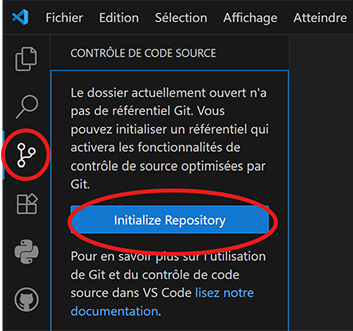 Fichier Edition Sélection Affichage Atteindre
CONTRÔLE DE CODE SOURCE
Le dossier actuellement ouvert n'a
pas de référentiel Git. Vous
pouvez initialiser un référentiel qui
activera les fonctionnalités de
contrôle de source optimisées par
Git.
Initialize Repository
Pour en savoir plus sur l'utilisation
de Git et du contrôle de code
source dans VS Code lisez notre
documentation.